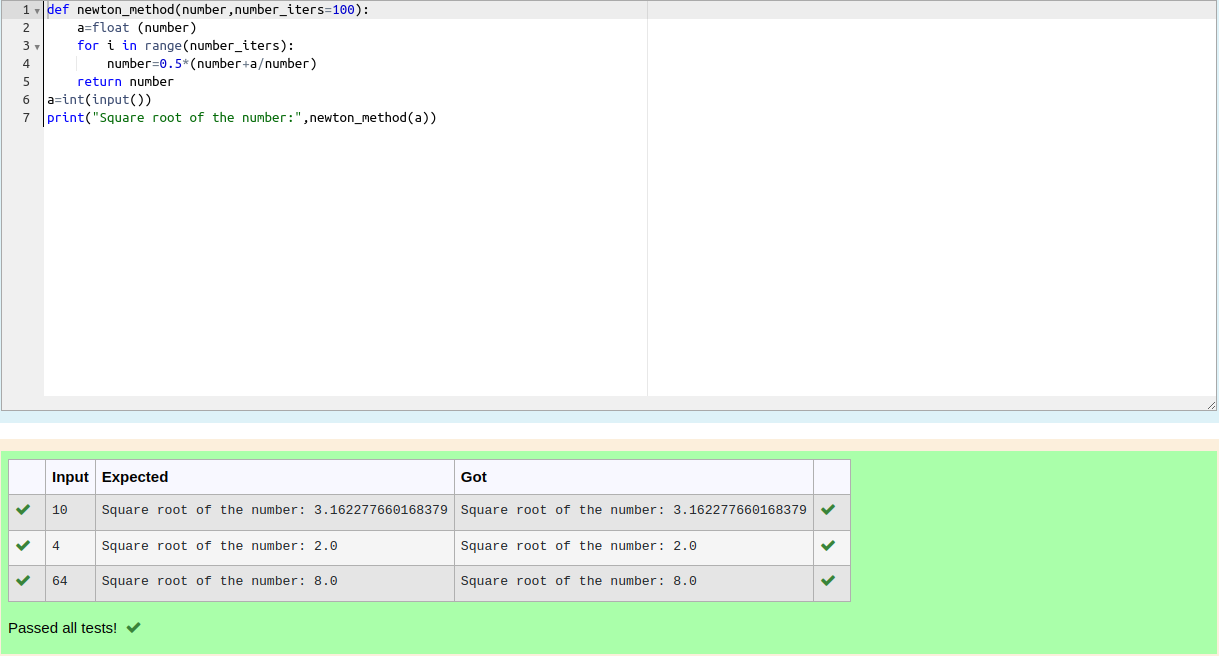 1 def newton_method(number,number_iters=100):
2     a=float (number)
3     for i in range(number_iters):
4         number=0.5*(number+a/number)
5     return number
6 a=int(input())
7 print("Square root of the number:",newton_method(a))
Input Expected Got
10 Square root of the number: 3.162277660168379 Square root of the number: 3.162277660168379
4 Square root of the number: 2.0 Square root of the number: 2.0
64 Square root of the number: 8.0 Square root of the number: 8.0
Passed all tests!